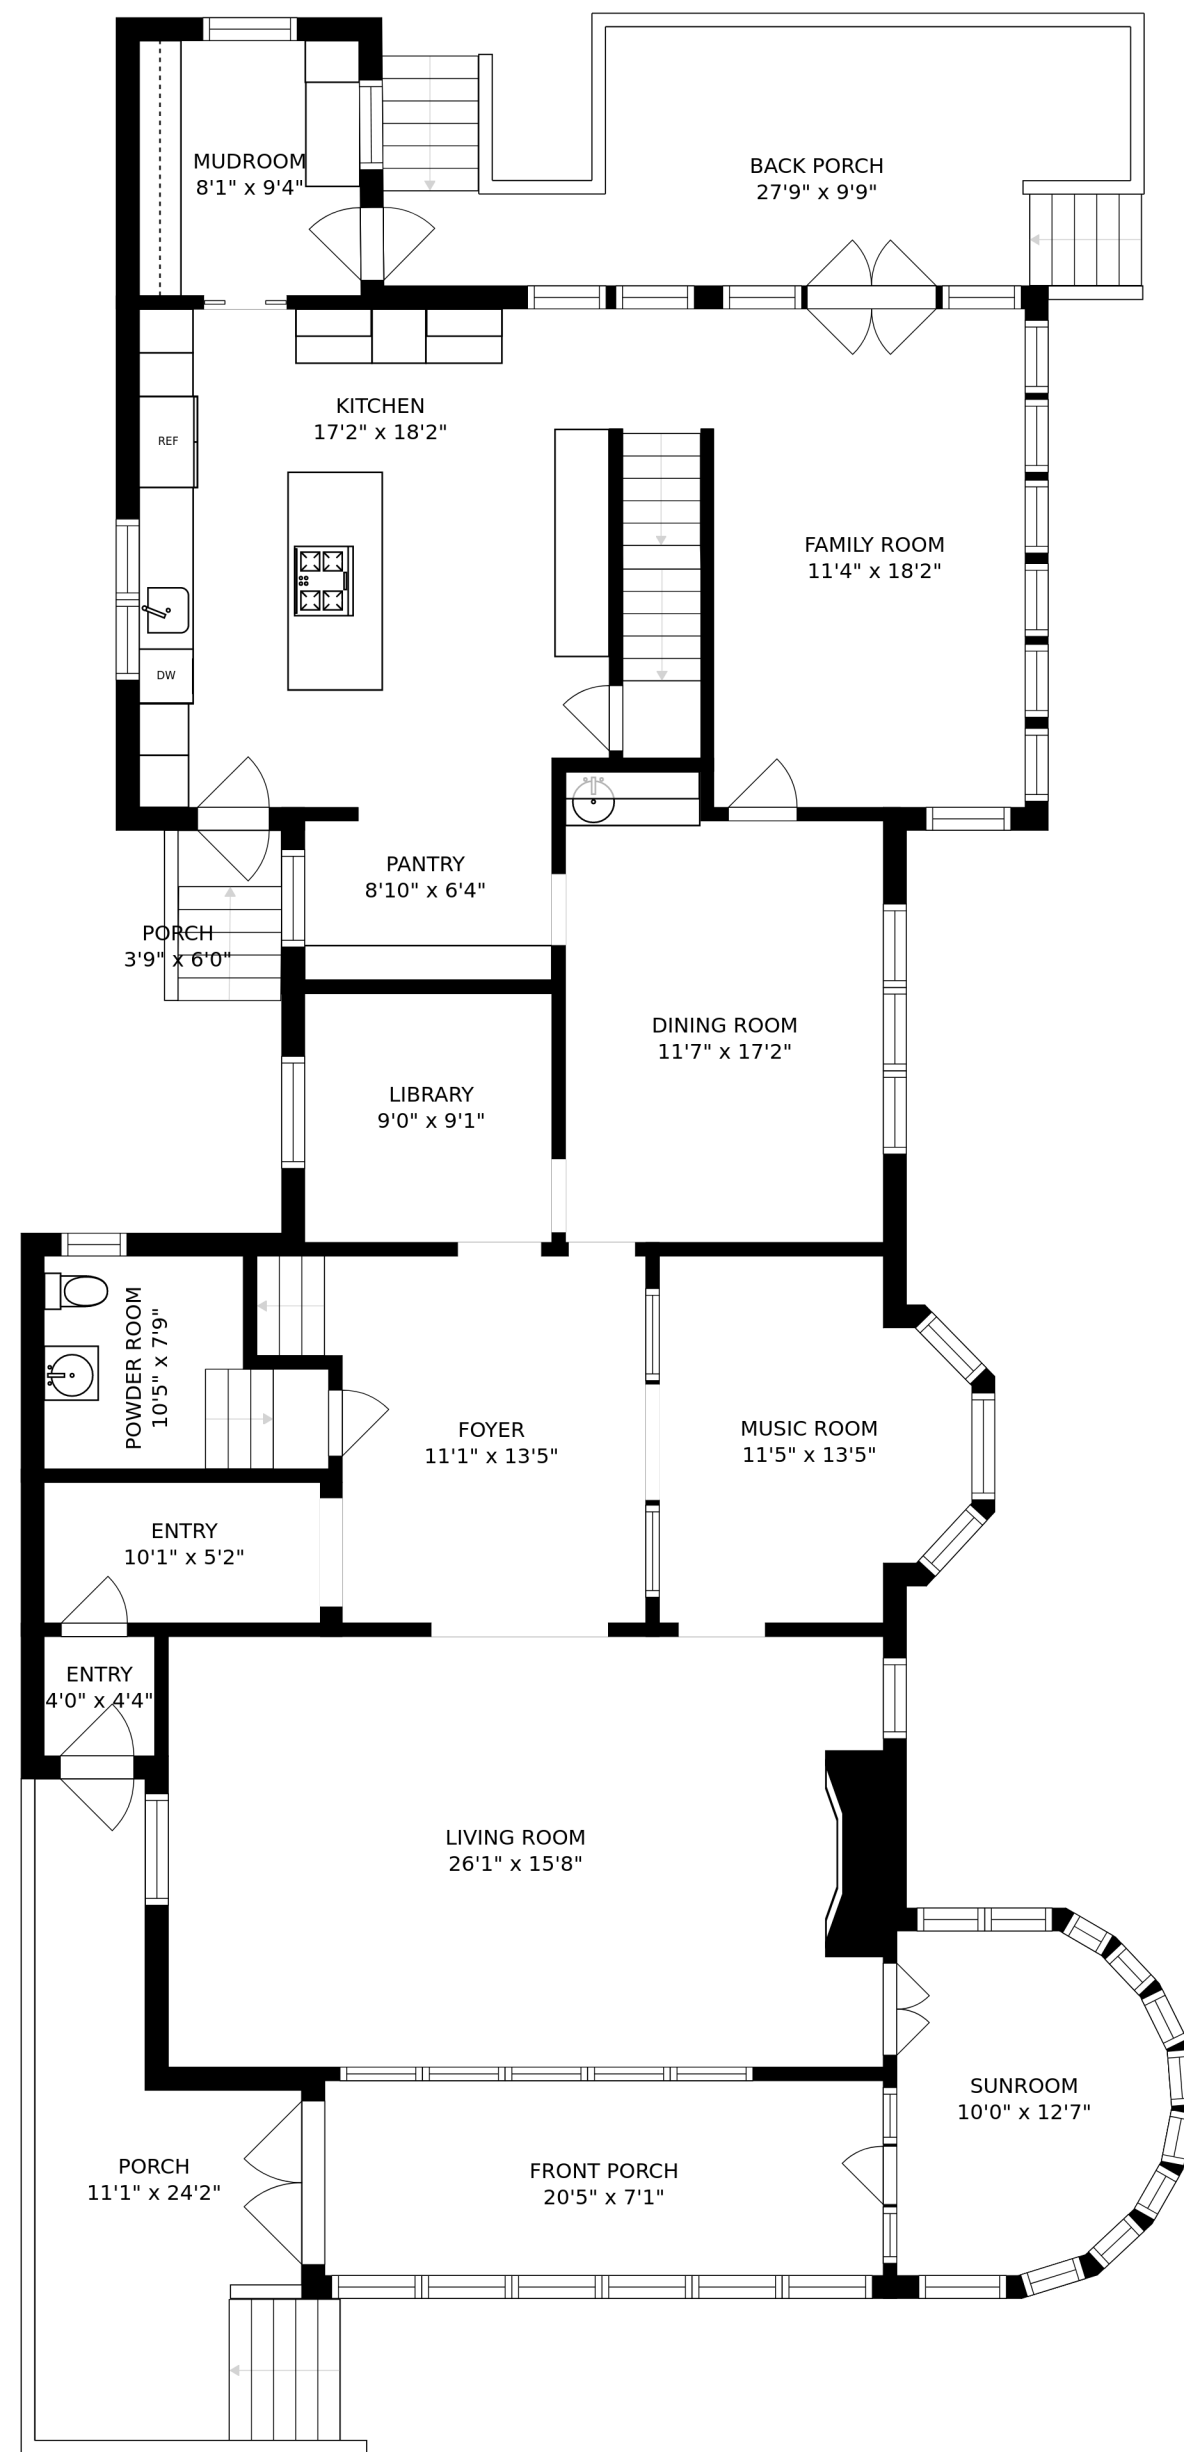 MUDROOM
8'1" x 9'4"
BACK PORCH
27'9" x 9'9"
KITCHEN
17'2" x 18'2"
REF
FAMILY ROOM
11'4" x 18'2"
DW
PANTRY
8'10" x 6'4"
PORCH
3'9" x 6'0"
DINING ROOM
11'7" x 17'2"
LIBRARY
9'0" x 9'1"
POWDER ROOM
10'5" x 7'9"
FOYER
11'1" x 13'5"
MUSIC ROOM
11'5" x 13'5"
ENTRY
10'1" x 5'2"
ENTRY
4'0" x 4'4"
LIVING ROOM
26'1" x 15'8"
SUNROOM
10'0" x 12'7"
PORCH
11'1" x 24'2"
FRONT PORCH
20'5" x 7'1"